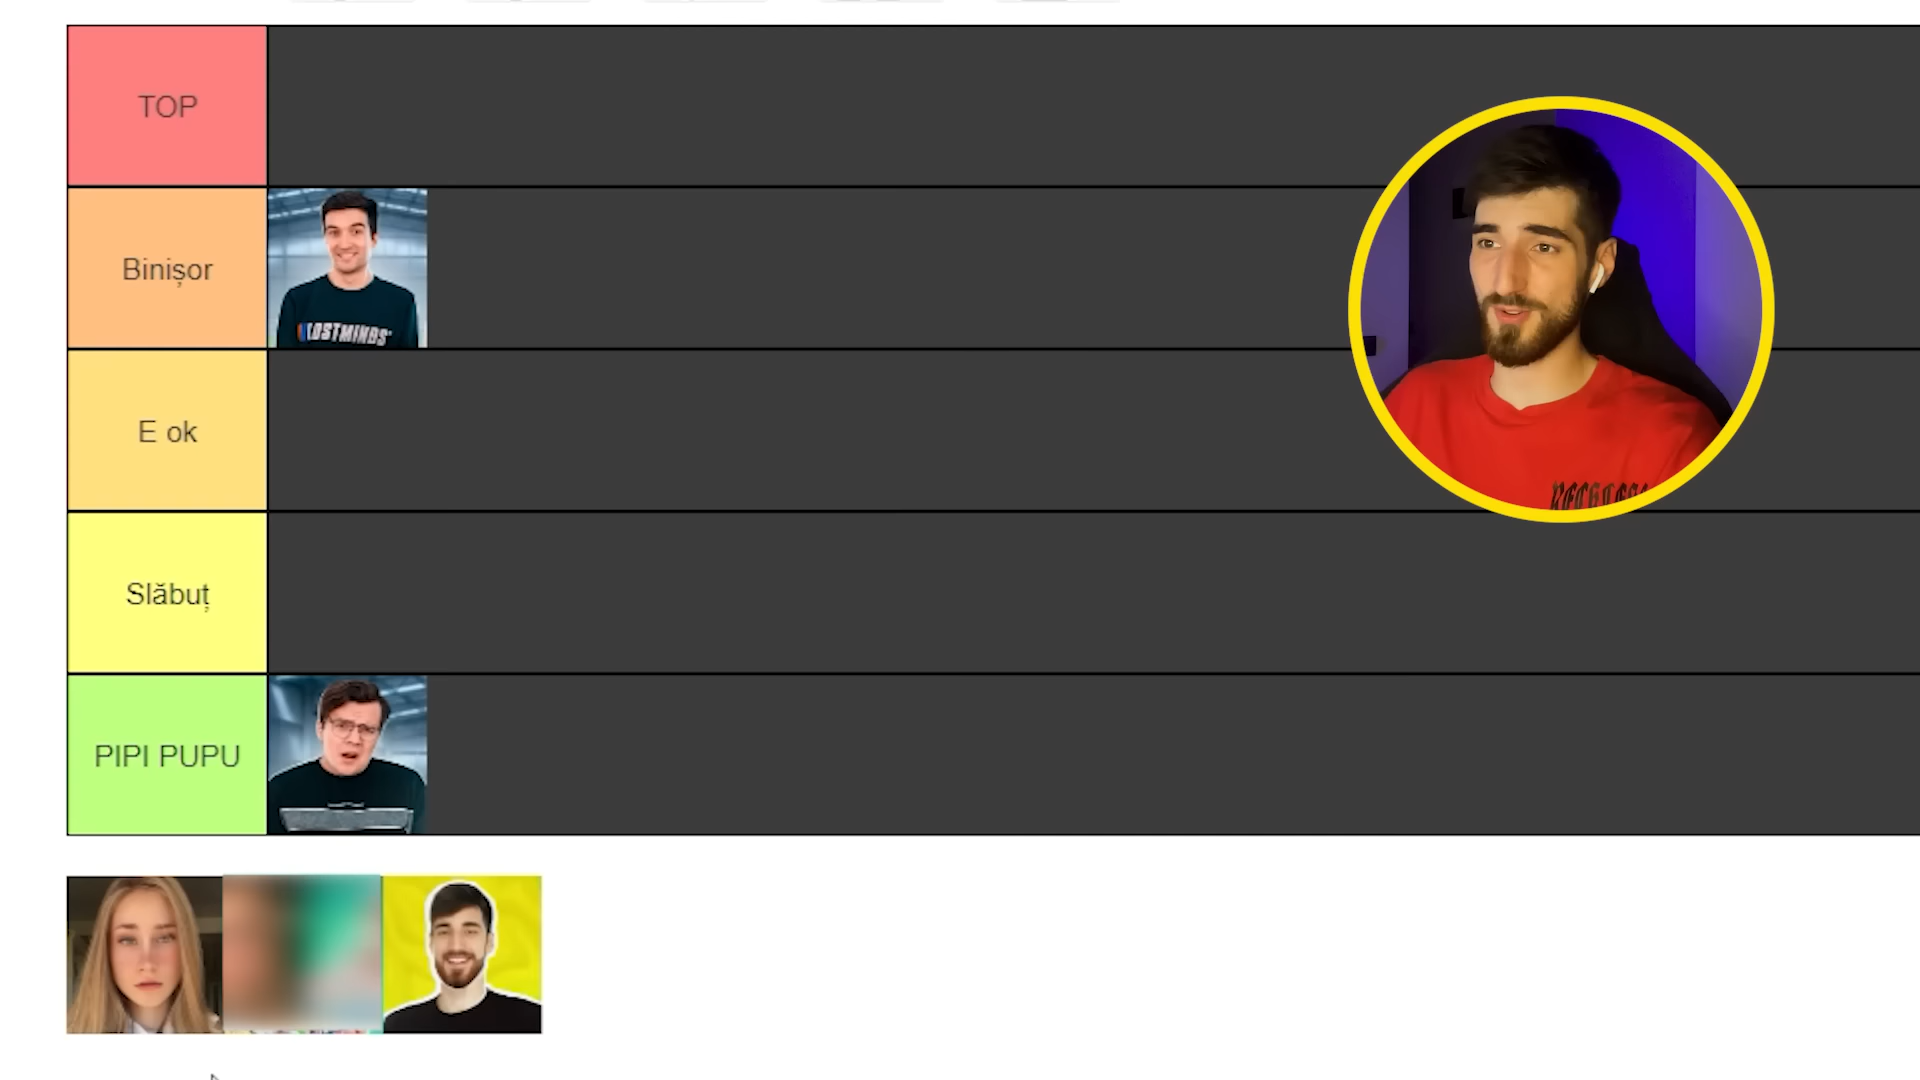 TOP
Binișor
LOSTMINDS
E ok
Slăbuț
PIPI PUPU